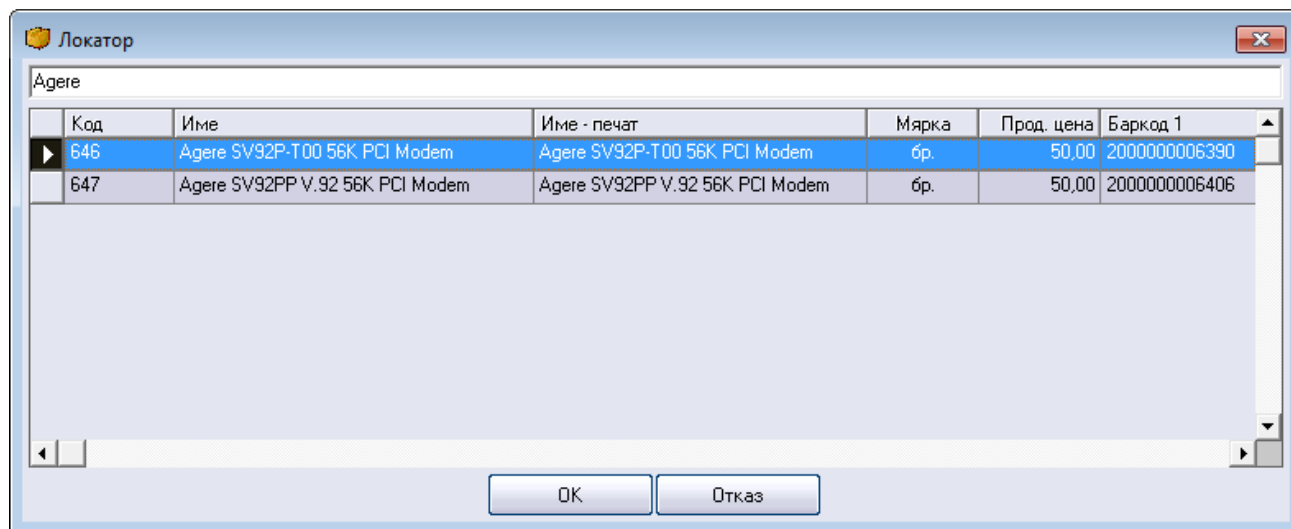 Локатор
Agere
Код Име Име - печат Мярка Прод. цена Баркод 1
646 Agere SV92P-T00 56K PCI Modem Agere SV92P-T00 56K PCI Modem бр. 50,00 2000000006390
647 Agere SV92PP V.92 56K PCI Modem Agere SV92PP V.92 56K PCI Modem бр. 50,00 2000000006406
OK Отказ